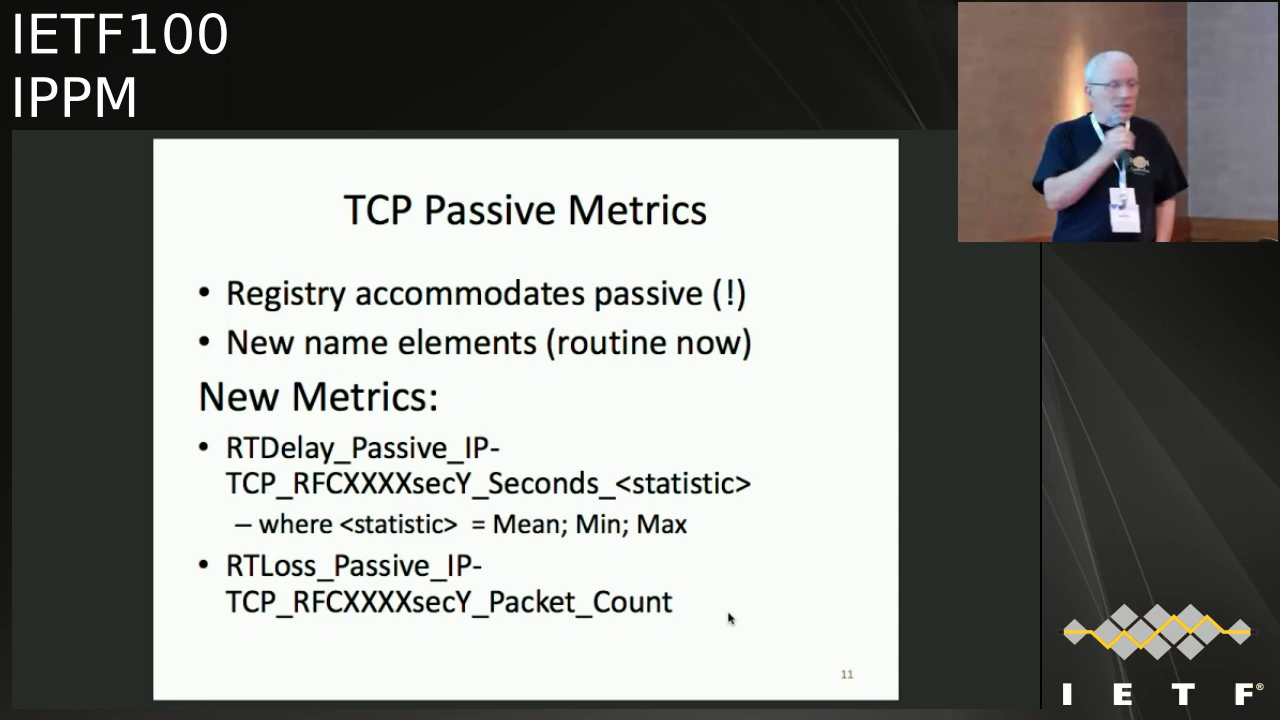 IETF100
IPPM
TCP Passive Metrics
• Registry accommodates passive (!)
• New name elements (routine now)
New Metrics:
• RTDelay_Passive_IP-
TCP_RFCXXXXsecY_Seconds_<statistic>
– where <statistic> = Mean; Min; Max
• RTLoss_Passive_IP-
TCP_RFCXXXXsecY_Packet_Count
11
I E T F®